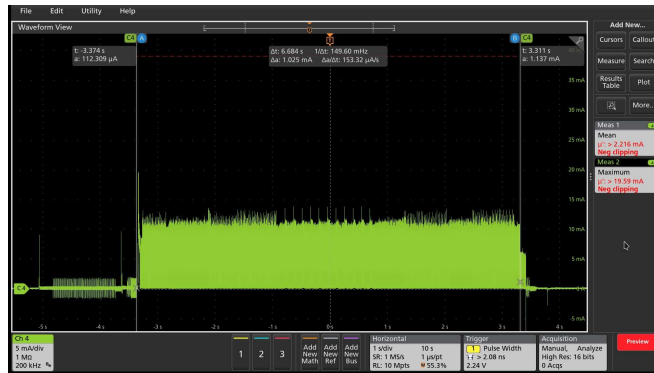 File Edit Utility Help
Waveform View
Add New...
C4 A
B C4
t: -3.374 s
a: 112.309 µA
Δt: 6.684 s 1/Δt: 149.60 mHz
Δa: 1.025 mA Δa/Δt: 153.32 µA/s
t: 3.311 s
a: 1.137 mA
Cursors Callout
Measure Search
Results Table Plot
More...
35 mA
30 mA
25 mA
20 mA
15 mA
10 mA
5 mA
-5 mA
Meas 1
Mean
µ': > 2.216 mA
Neg clipping
Meas 2
Maximum
µ': > 19.59 mA
Neg clipping
C4
-5 s -4 s -3 s -2 s -1 s 0 s 1 s 2 s 3 s 4 s
Ch 4
5 mA/div
1 MΩ
200 kHz
1 2 3
Add New Math
Add New Ref
Add New Bus
Horizontal
1 s/div 10 s
SR: 1 MS/s 1 µs/pt
RL: 10 Mpts 55.3%
Trigger
1 Pulse Width
> 2.08 ns
2.24 V
Acquisition
Manual, Analyze
High Res: 16 bits
0 Acqs
Preview